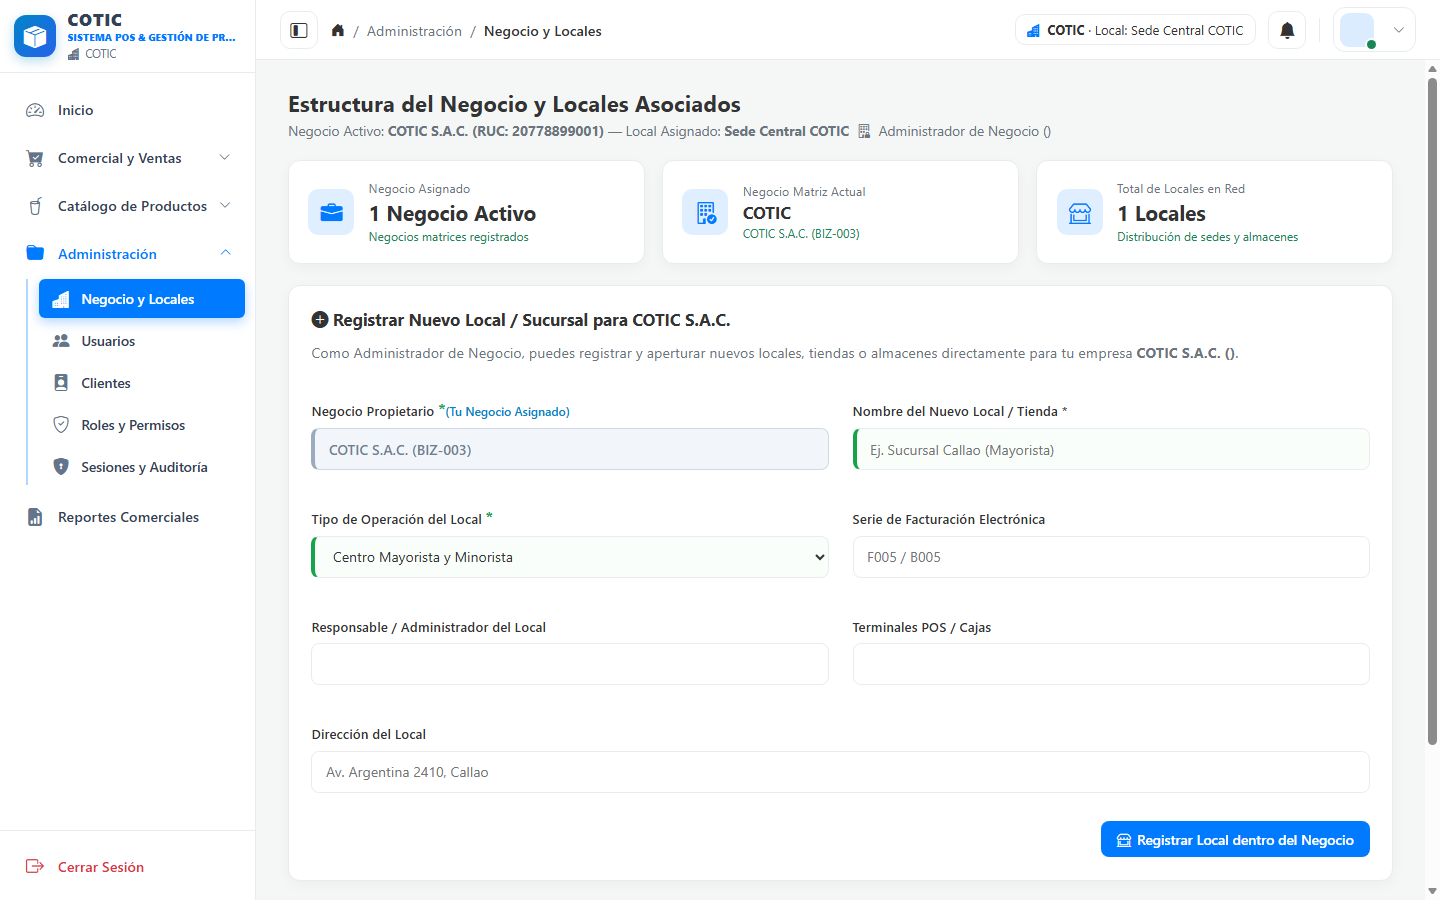 COTIC
SISTEMA POS & GESTIÓN DE PR...
COTIC
Inicio
Comercial y Ventas
Catálogo de Productos
Administración
Negocio y Locales
Usuarios
Clientes
Roles y Permisos
Sesiones y Auditoría
Reportes Comerciales
Cerrar Sesión
/ Administración / Negocio y Locales
COTIC · Local: Sede Central COTIC
Estructura del Negocio y Locales Asociados
Negocio Activo: COTIC S.A.C. (RUC: 20778899001) — Local Asignado: Sede Central COTIC Administrador de Negocio ()
Negocio Asignado
1 Negocio Activo
Negocios matrices registrados
Negocio Matriz Actual
COTIC
COTIC S.A.C. (BIZ-003)
Total de Locales en Red
1 Locales
Distribución de sedes y almacenes
Registrar Nuevo Local / Sucursal para COTIC S.A.C.
Como Administrador de Negocio, puedes registrar y aperturar nuevos locales, tiendas o almacenes directamente para tu empresa COTIC S.A.C. ().
Negocio Propietario *(Tu Negocio Asignado)
COTIC S.A.C. (BIZ-003)
Nombre del Nuevo Local / Tienda *
Ej. Sucursal Callao (Mayorista)
Tipo de Operación del Local *
Centro Mayorista y Minorista
Serie de Facturación Electrónica
F005 / B005
Responsable / Administrador del Local
Terminales POS / Cajas
Dirección del Local
Av. Argentina 2410, Callao
Registrar Local dentro del Negocio